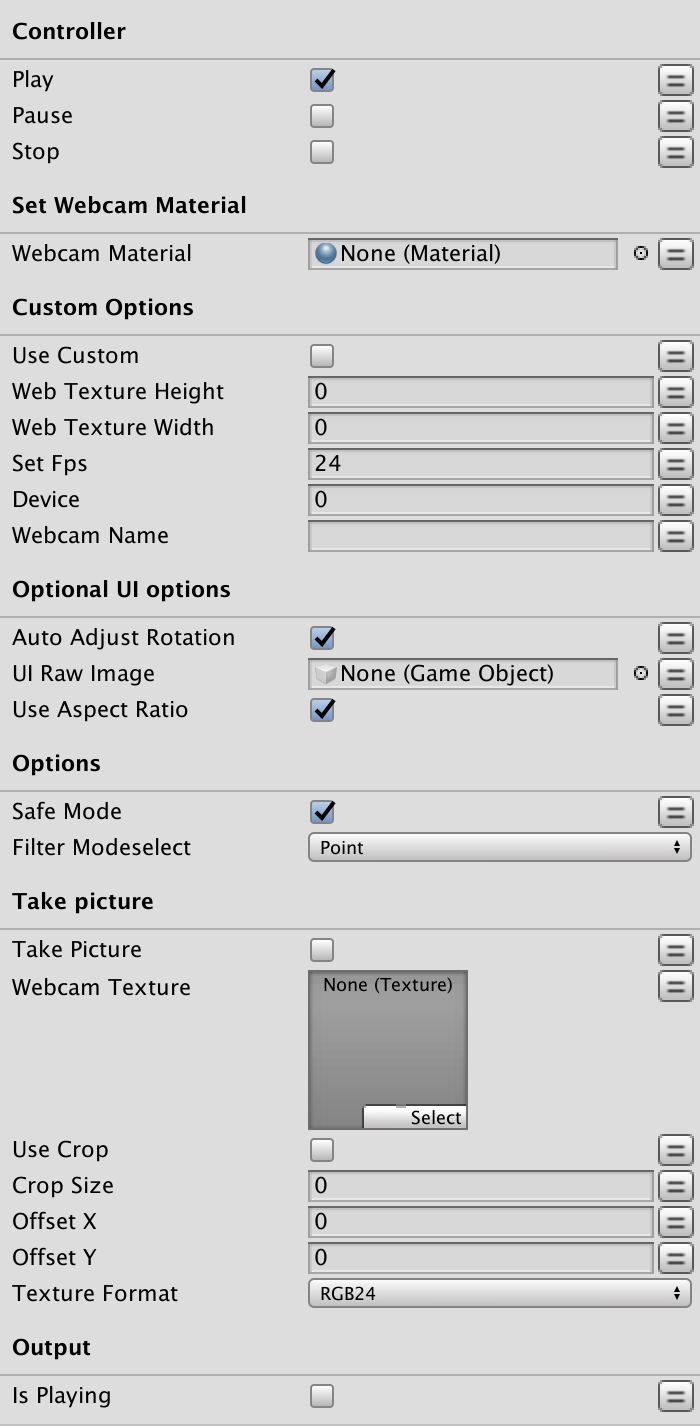 Controller
Play
Pause
Stop
Set Webcam Material
Webcam Material None (Material)
Custom Options
Use Custom
Web Texture Height 0
Web Texture Width 0
Set Fps 24
Device 0
Webcam Name
Optional UI options
Auto Adjust Rotation
UI Raw Image None (Game Object)
Use Aspect Ratio
Options
Safe Mode
Filter Modeselect Point
Take picture
Take Picture
Webcam Texture None (Texture)
Select
Use Crop
Crop Size 0
Offset X 0
Offset Y 0
Texture Format RGB24
Output
Is Playing